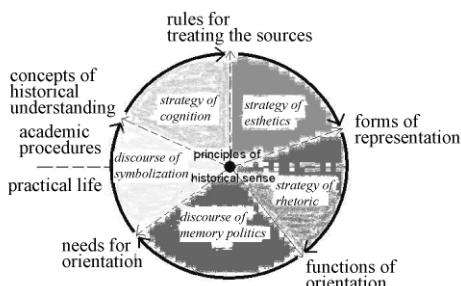 rules for
treating the sources
concepts of
historical
understanding
strategy of
cognition
strategy of
esthetics
forms of
representation
academic
procedures
discourse of
symbolization
principles of
practical life
historical sense
strategy of
rhetoric
discourse of
memory politics
needs for
orientation
functions of
orientation